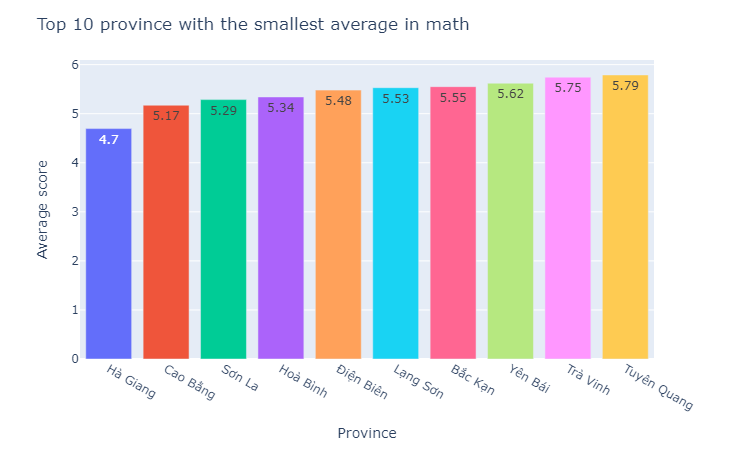 Top 10 province with the smallest average in math
Average score
6
5
4
3
2
1
0
4.7
5.17
5.29
5.34
5.48
5.53
5.55
5.62
5.75
5.79
Hà Giang
Cao Bằng
Sơn La
Hoà Bình
Điện Biên
Lạng Sơn
Bắc Kạn
Yên Bái
Trà Vinh
Tuyên Quang
Province